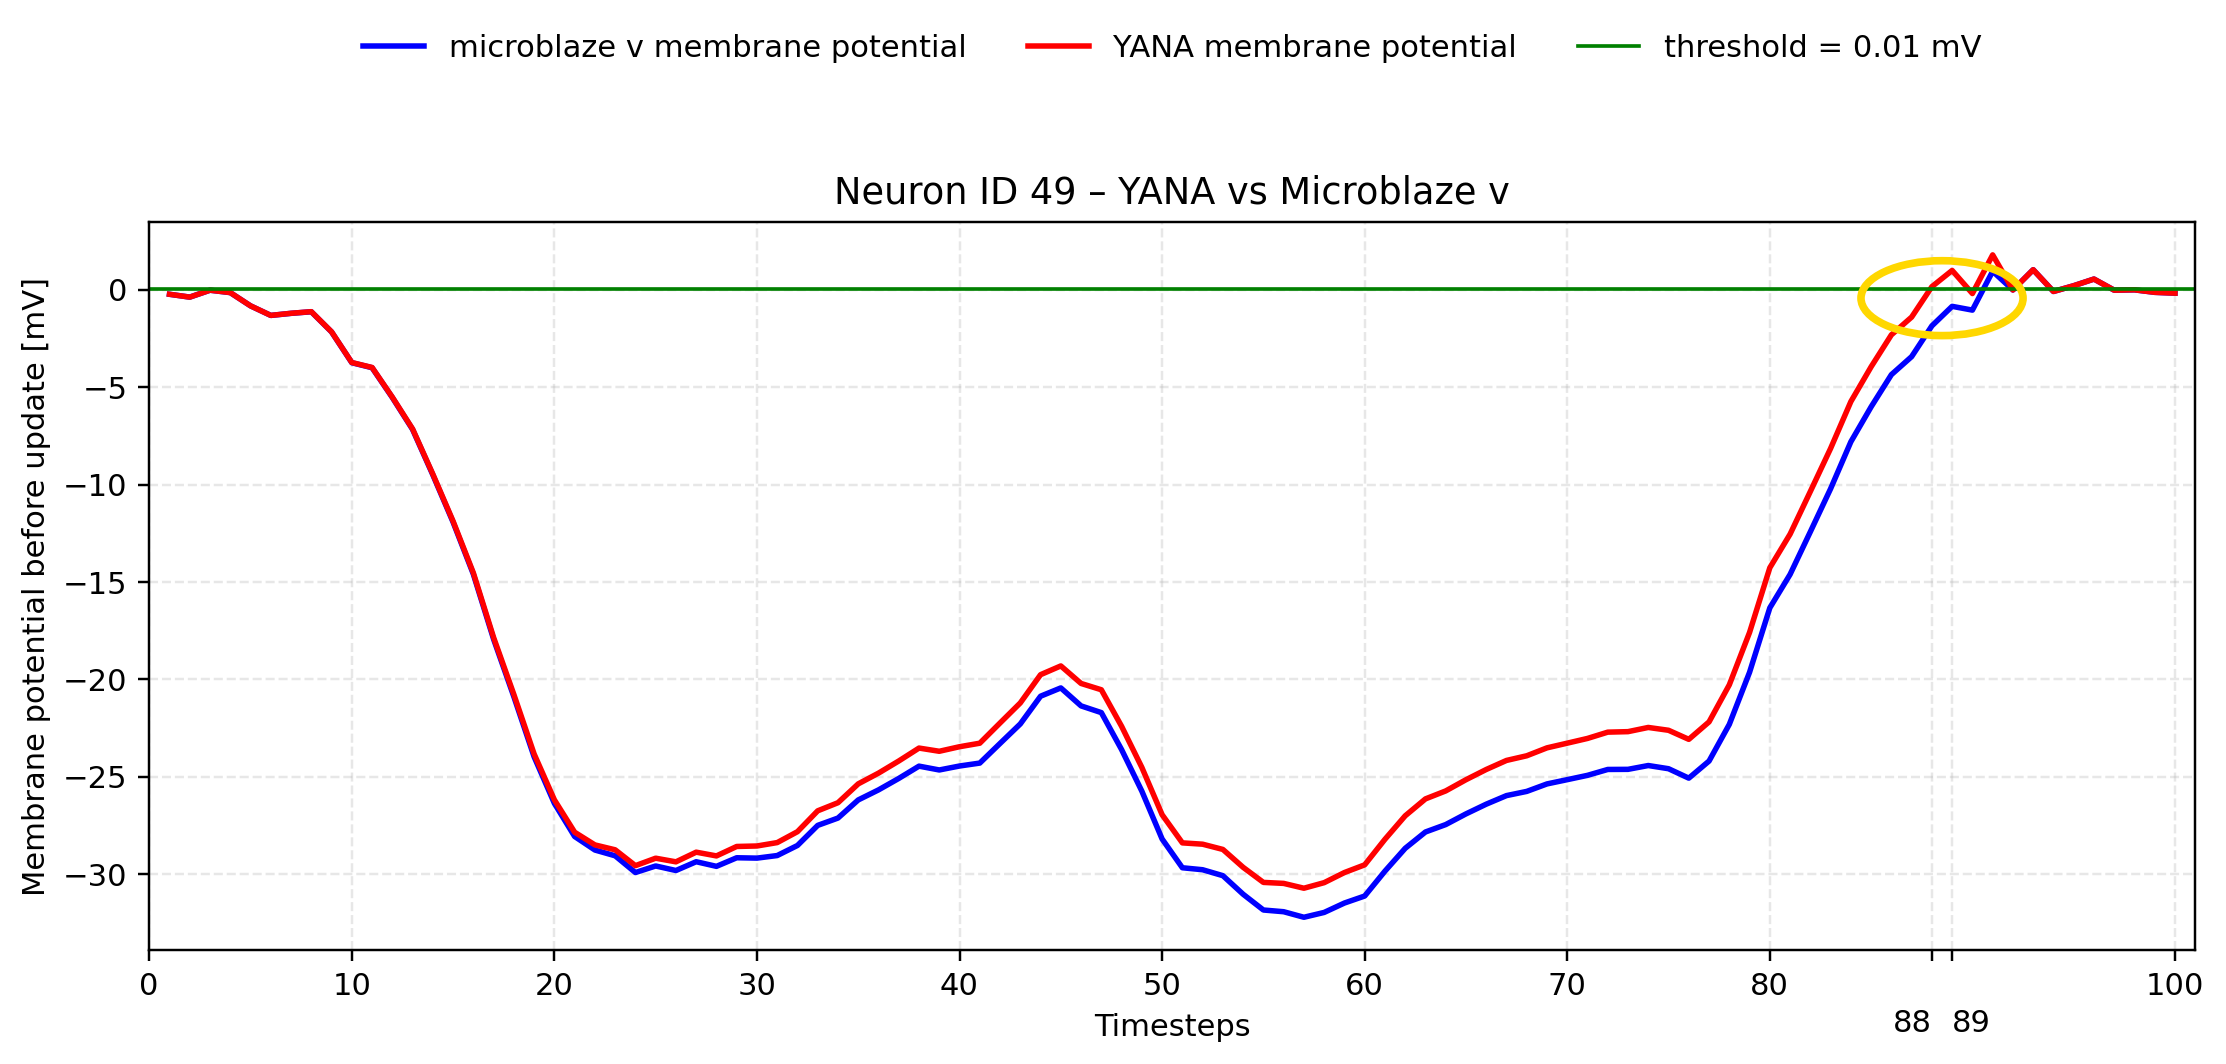 microblaze v membrane potential YANA membrane potential threshold = 0.01 mV
Neuron ID 49 – YANA vs Microblaze v
Membrane potential before update [mV]
0
−5
−10
−15
−20
−25
−30
0 10 20 30 40 50 60 70 80 100
88 89
Timesteps